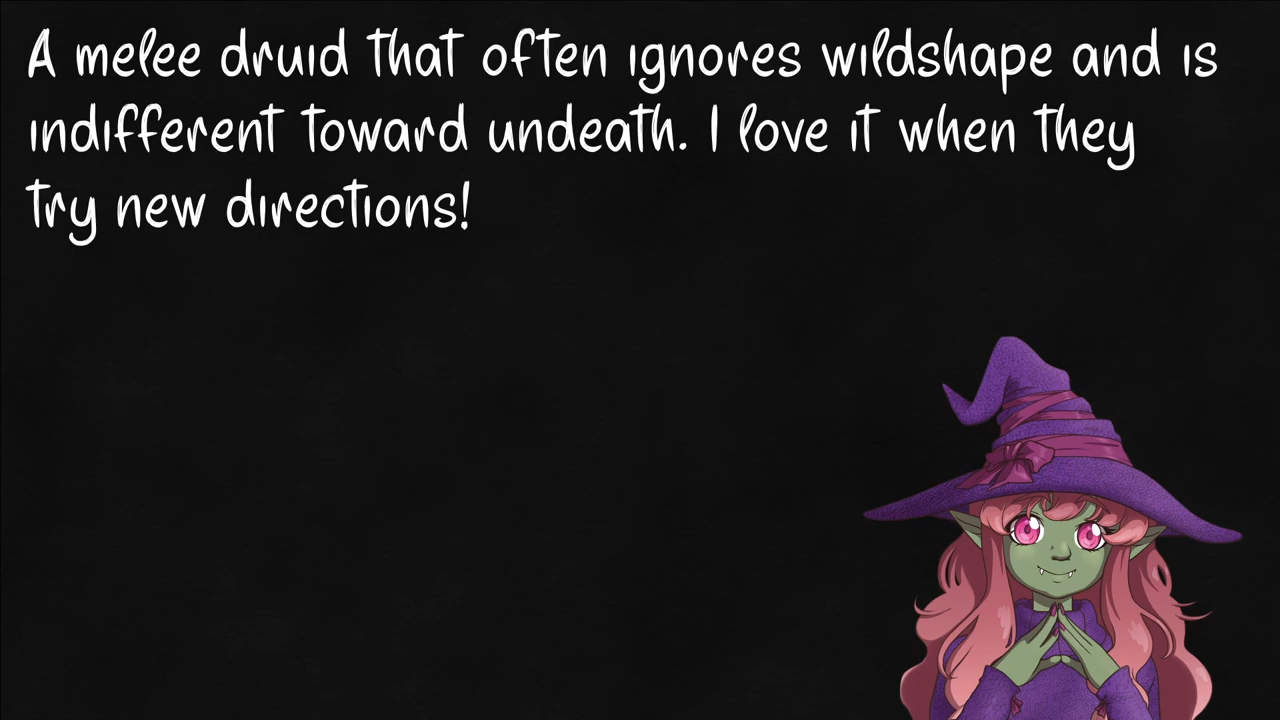 A melee druid that often ignores wildshape and is
indifferent toward undeath. I love it when they
try new directions!